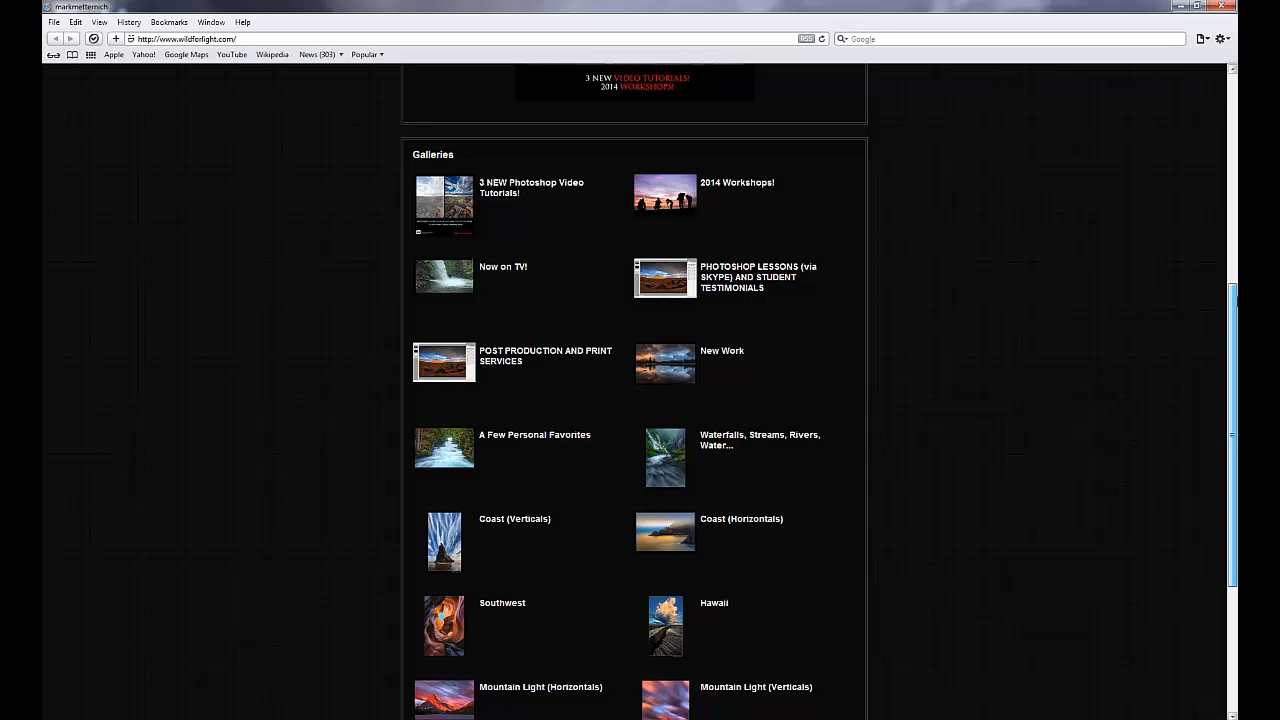 markmetternich
File Edit View History Bookmarks Window Help
http://www.wildforlight.com/ RSS Google
Apple Yahoo! Google Maps YouTube Wikipedia News (303) Popular
3 NEW VIDEO TUTORIALS!
2014 WORKSHOPS!
Galleries
3 NEW Photoshop Video
Tutorials!
2014 Workshops!
Now on TV!
PHOTOSHOP LESSONS (via
SKYPE) AND STUDENT
TESTIMONIALS
POST PRODUCTION AND PRINT
SERVICES
New Work
A Few Personal Favorites
Waterfalls, Streams, Rivers,
Water...
Coast (Verticals)
Coast (Horizontals)
Southwest
Hawaii
Mountain Light (Horizontals)
Mountain Light (Verticals)